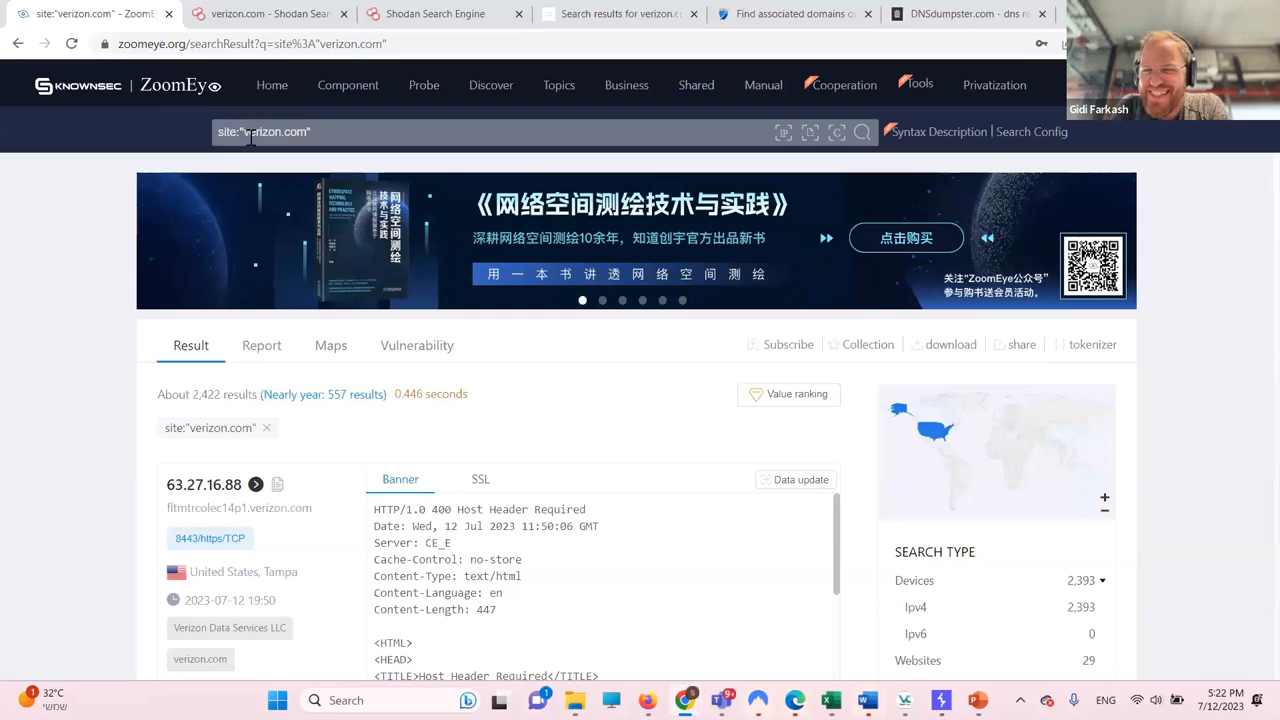 site:"verizon.com" - ZoomEye
verizon.com - Shodan Sear
Shodan Search Engine
Search results for verizon.c
Find associated domains o
DNSdumpster.com - dns re
zoomeye.org/searchResult?q=site%3A"verizon.com"
Gidi Farkash
KNOWNSEC | ZoomEye
Home Component Probe Discover Topics Business Shared Manual Cooperation Tools Privatization
site:"verizon.com"
IP
Syntax Description | Search Config
《网络空间测绘技术与实践》
深耕网络空间测绘10余年，知道创宇官方出品新书
点击购买
用一本书讲透网络空间测绘
关注"ZoomEye公众号"
参与购书送会员活动。
Result Report Maps Vulnerability
Subscribe Collection download share tokenizer
About 2,422 results (Nearly year: 557 results) 0.446 seconds
Value ranking
site:"verizon.com"
63.27.16.88
fltmtrcolec14p1.verizon.com
8443/https/TCP
United States, Tampa
2023-07-12 19:50
Verizon Data Services LLC
verizon.com
Banner SSL
Data update
HTTP/1.0 400 Host Header Required
Date: Wed, 12 Jul 2023 11:50:06 GMT
Server: CE_E
Cache-Control: no-store
Content-Type: text/html
Content-Language: en
Content-Length: 447
<HTML>
<HEAD>
<TITLE>Host Header Required</TITLE>
SEARCH TYPE
Devices 2,393
Ipv4 2,393
Ipv6 0
Websites 29
32°C
שמשי
Search
ENG
5:22 PM
7/12/2023